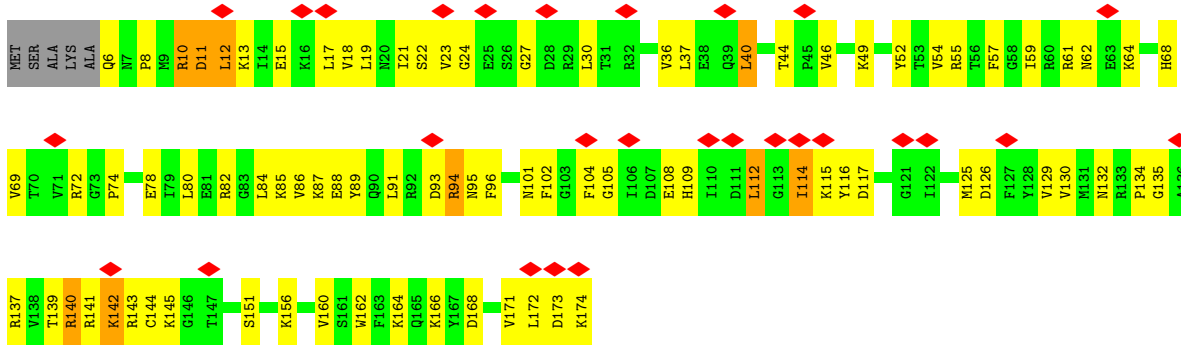 MET SER ALA LYS ALA Q6 N7 P8 M9 R10 D11 L12 K13 I14 E15 K16 L17 V18 L19 N20 I21 S22 V23 G24 E25 S26 G27 D28 R29 L30 T31 R32 V36 L37 E38 Q39 L40 T44 P45 V46 K49 Y52 T53 V54 R55 T56 F57 G58 I59 R60 R61 N62 E63 K64 H68
V69 T70 V71 R72 G73 P74 E78 I79 L80 E81 R82 G83 L84 K85 V86 K87 E88 Y89 Q90 L91 R92 D93 R94 N95 F96 N101 F102 G103 F104 G105 I106 D107 E108 H109 I110 D111 L112 G113 I114 K115 Y116 D117 G121 I122 M125 D126 F127 Y128 V129 V130 M131 N132 R133 P134 G135 A136
R137 V138 T139 R140 R141 K142 R143 C144 K145 G146 T147 S151 K156 V160 S161 W162 F163 K164 Q165 K166 Y167 D168 V171 L172 D173 K174